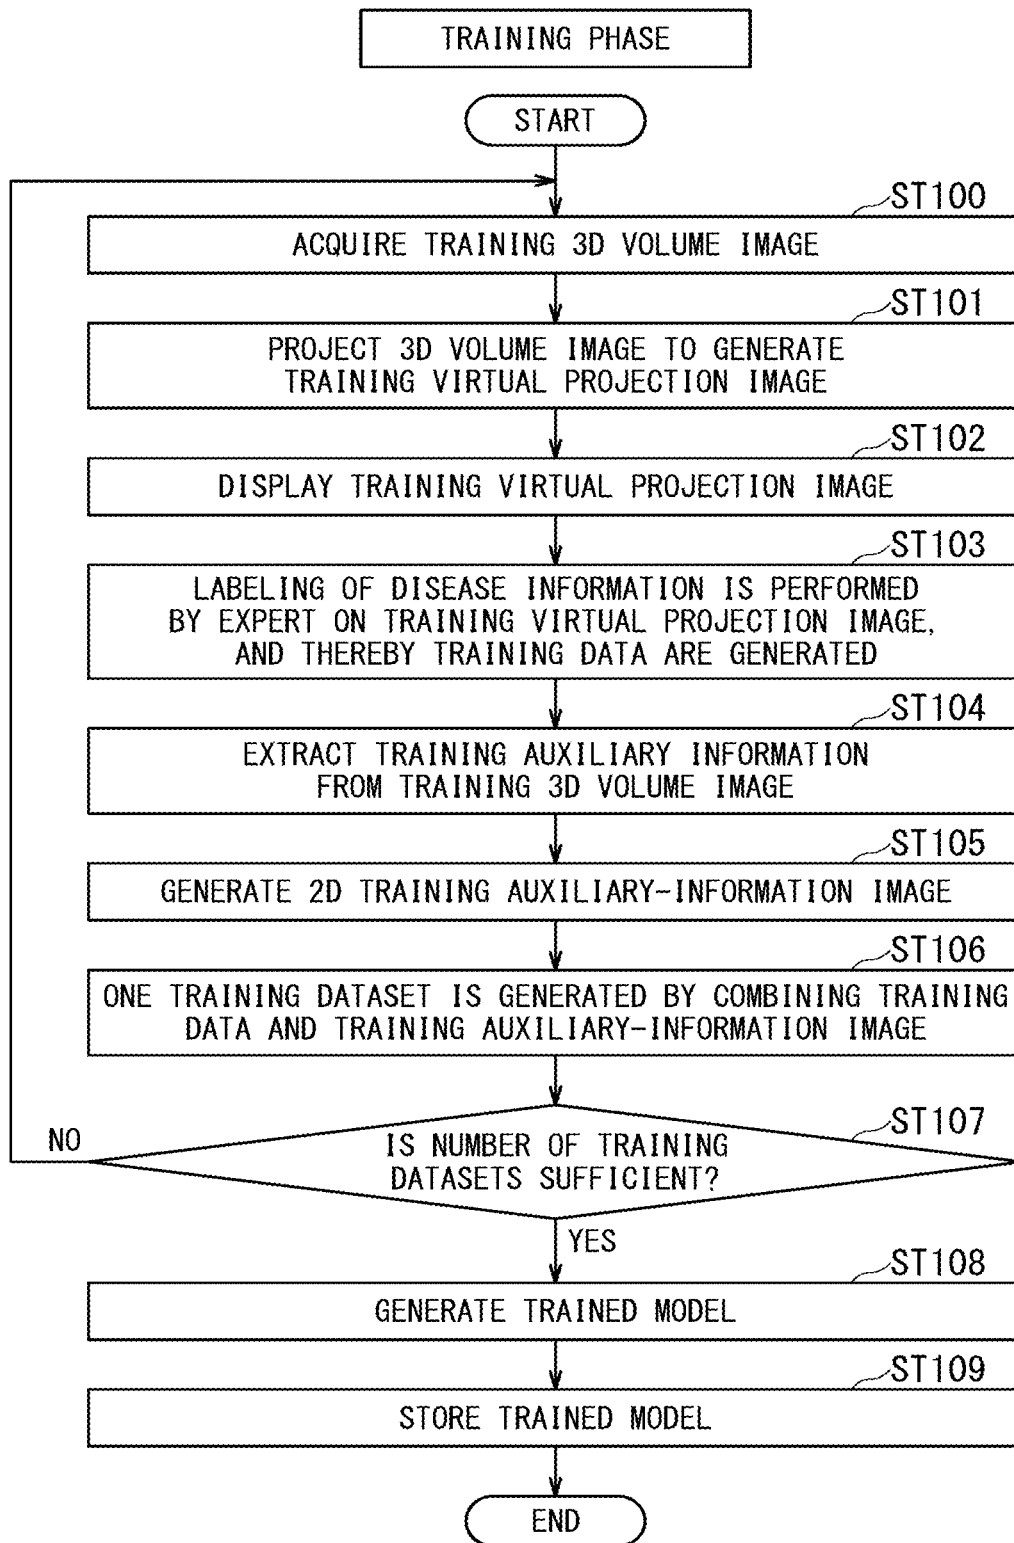 TRAINING PHASE
START
ST100
ACQUIRE TRAINING 3D VOLUME IMAGE
ST101
PROJECT 3D VOLUME IMAGE TO GENERATE
TRAINING VIRTUAL PROJECTION IMAGE
ST102
DISPLAY TRAINING VIRTUAL PROJECTION IMAGE
ST103
LABELING OF DISEASE INFORMATION IS PERFORMED
BY EXPERT ON TRAINING VIRTUAL PROJECTION IMAGE,
AND THEREBY TRAINING DATA ARE GENERATED
ST104
EXTRACT TRAINING AUXILIARY INFORMATION
FROM TRAINING 3D VOLUME IMAGE
ST105
GENERATE 2D TRAINING AUXILIARY-INFORMATION IMAGE
ST106
ONE TRAINING DATASET IS GENERATED BY COMBINING TRAINING
DATA AND TRAINING AUXILIARY-INFORMATION IMAGE
ST107
NO
IS NUMBER OF TRAINING
DATASETS SUFFICIENT?
YES
ST108
GENERATE TRAINED MODEL
ST109
STORE TRAINED MODEL
END